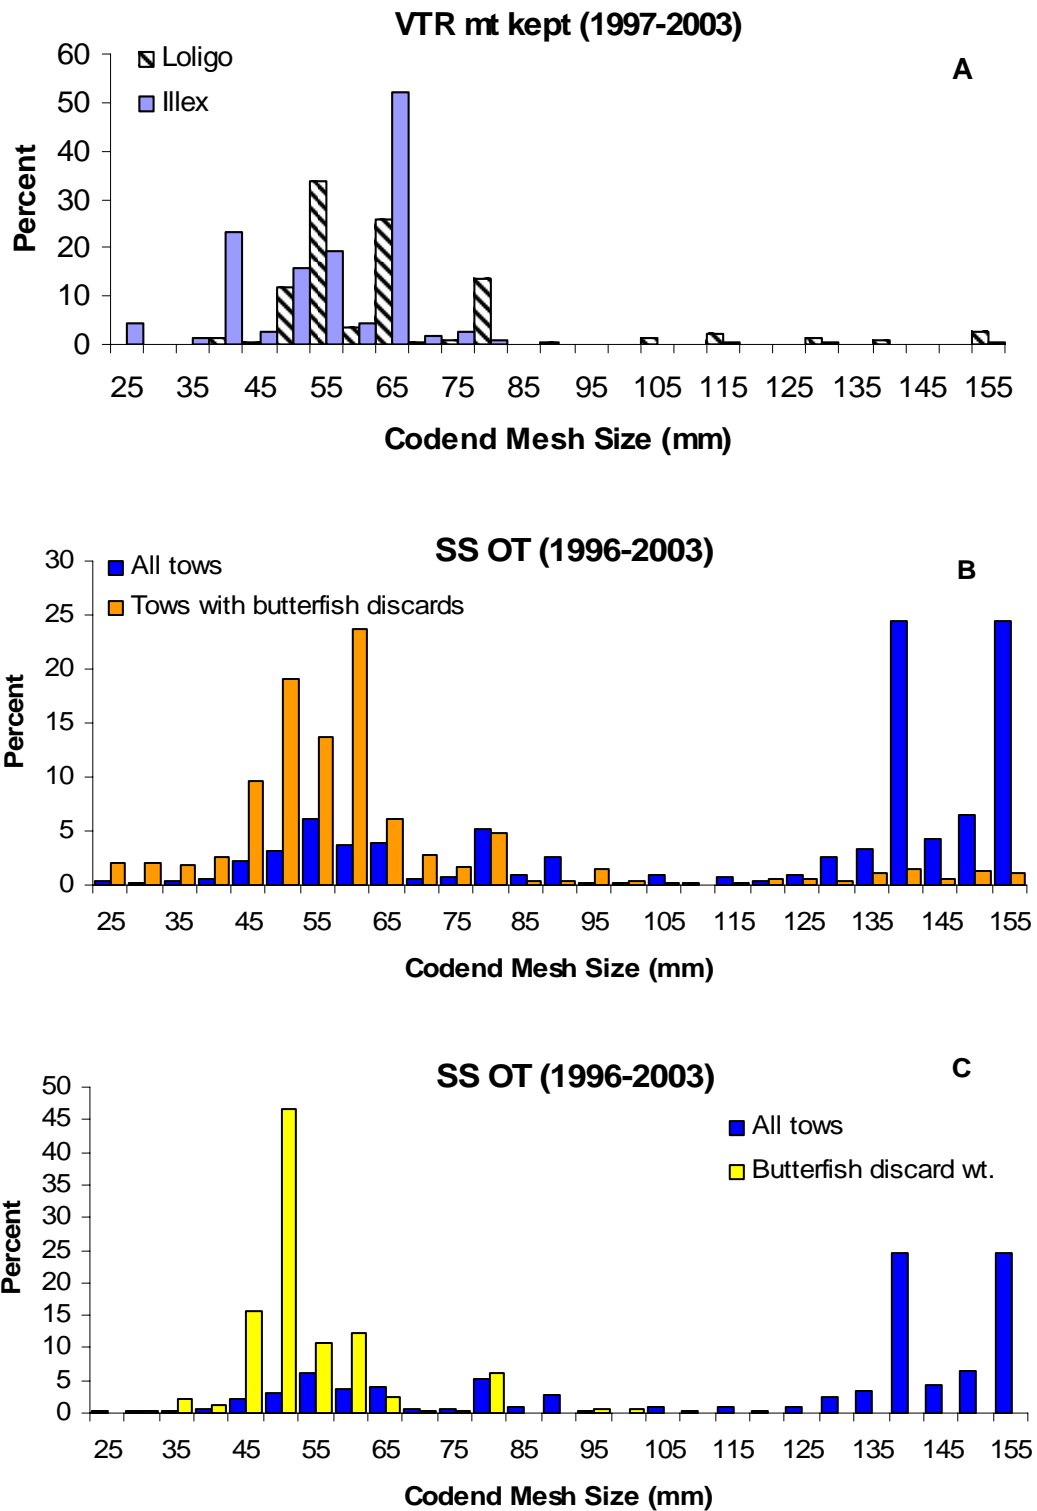 VTR mt kept (1997-2003)
A
Loligo
Illex
60
50
40
30
20
10
0
Percent
25 35 45 55 65 75 85 95 105 115 125 135 145 155
Codend Mesh Size (mm)
SS OT (1996-2003)
B
All tows
Tows with butterfish discards
30
25
20
15
10
5
0
Percent
25 35 45 55 65 75 85 95 105 115 125 135 145 155
Codend Mesh Size (mm)
SS OT (1996-2003)
C
All tows
Butterfish discard wt.
50
45
40
35
30
25
20
15
10
5
0
Percent
25 35 45 55 65 75 85 95 105 115 125 135 145 155
Codend Mesh Size (mm)